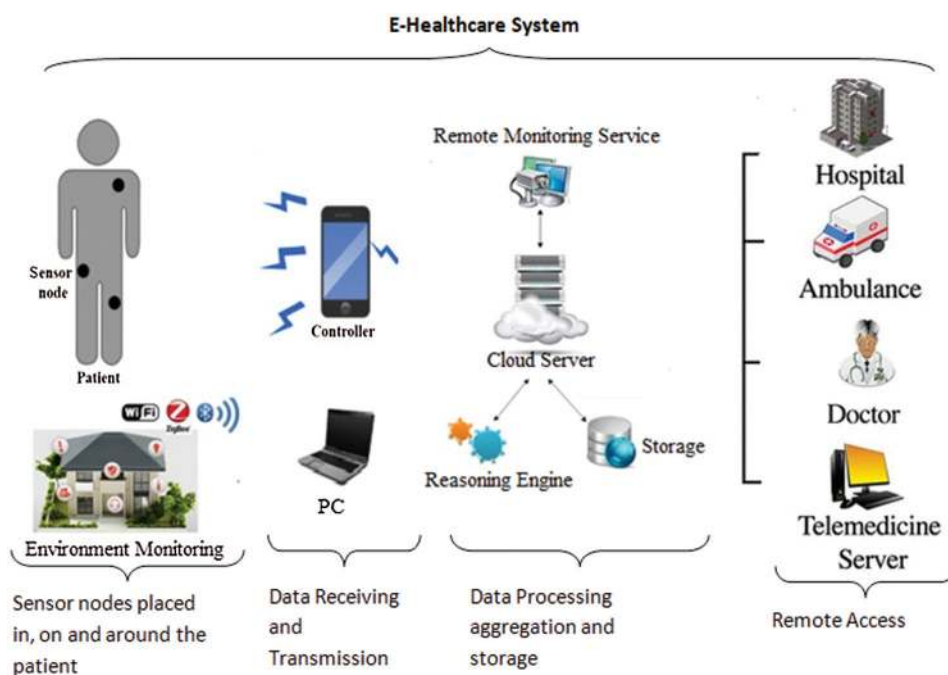 E-Healthcare System
Sensor
node
Patient
WiFi
ZigBee
Environment Monitoring
Sensor nodes placed
in, on and around the
patient
Controller
PC
Data Receiving
and
Transmission
Remote Monitoring Service
Cloud Server
Reasoning Engine
Storage
Data Processing
aggregation and
storage
Hospital
Ambulance
Doctor
Telemedicine
Server
Remote Access